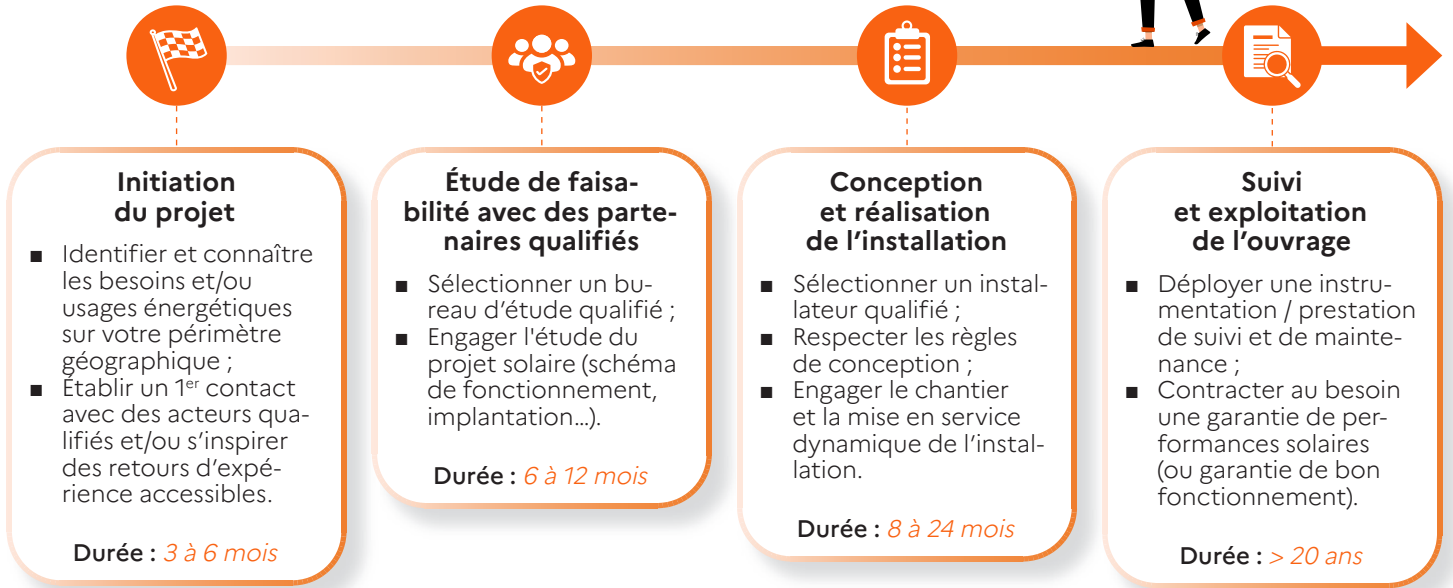 Initiation
du projet
■ Identifier et connaître
les besoins et/ou
usages énergétiques
sur votre périmètre
géographique ;
■ Établir un 1er contact
avec des acteurs qua-
lifiés et/ou s’inspirer
des retours d’expé-
rience accessibles.
Durée : 3 à 6 mois
Étude de faisa-
bilité avec des parte-
naires qualifiés
■ Sélectionner un bu-
reau d’étude qualifié ;
■ Engager l'étude du
projet solaire (schéma
de fonctionnement,
implantation…).
Durée : 6 à 12 mois
Conception
et réalisation
de l’installation
■ Sélectionner un instal-
lateur qualifié ;
■ Respecter les règles
de conception ;
■ Engager le chantier
et la mise en service
dynamique de l’instal-
lation.
Durée : 8 à 24 mois
Suivi
et exploitation
de l’ouvrage
■ Déployer une instru-
mentation / prestation
de suivi et de mainte-
nance ;
■ Contracter au besoin
une garantie de per-
formances solaires
(ou garantie de bon
fonctionnement).
Durée : > 20 ans